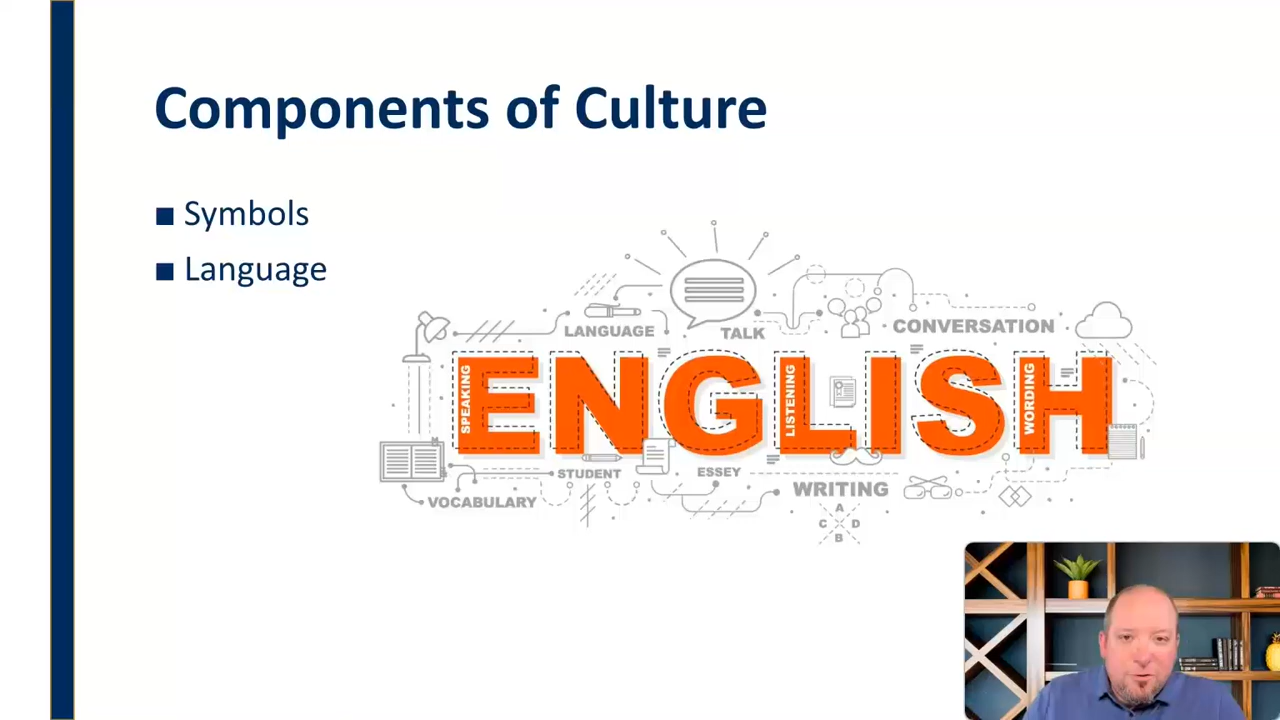 Components of Culture
■ Symbols
■ Language
LANGUAGE
TALK
CONVERSATION
ENGLISH
SPEAKING
LISTENING
WORDING
STUDENT
ESSEY
VOCABULARY
WRITING
A
C D
B